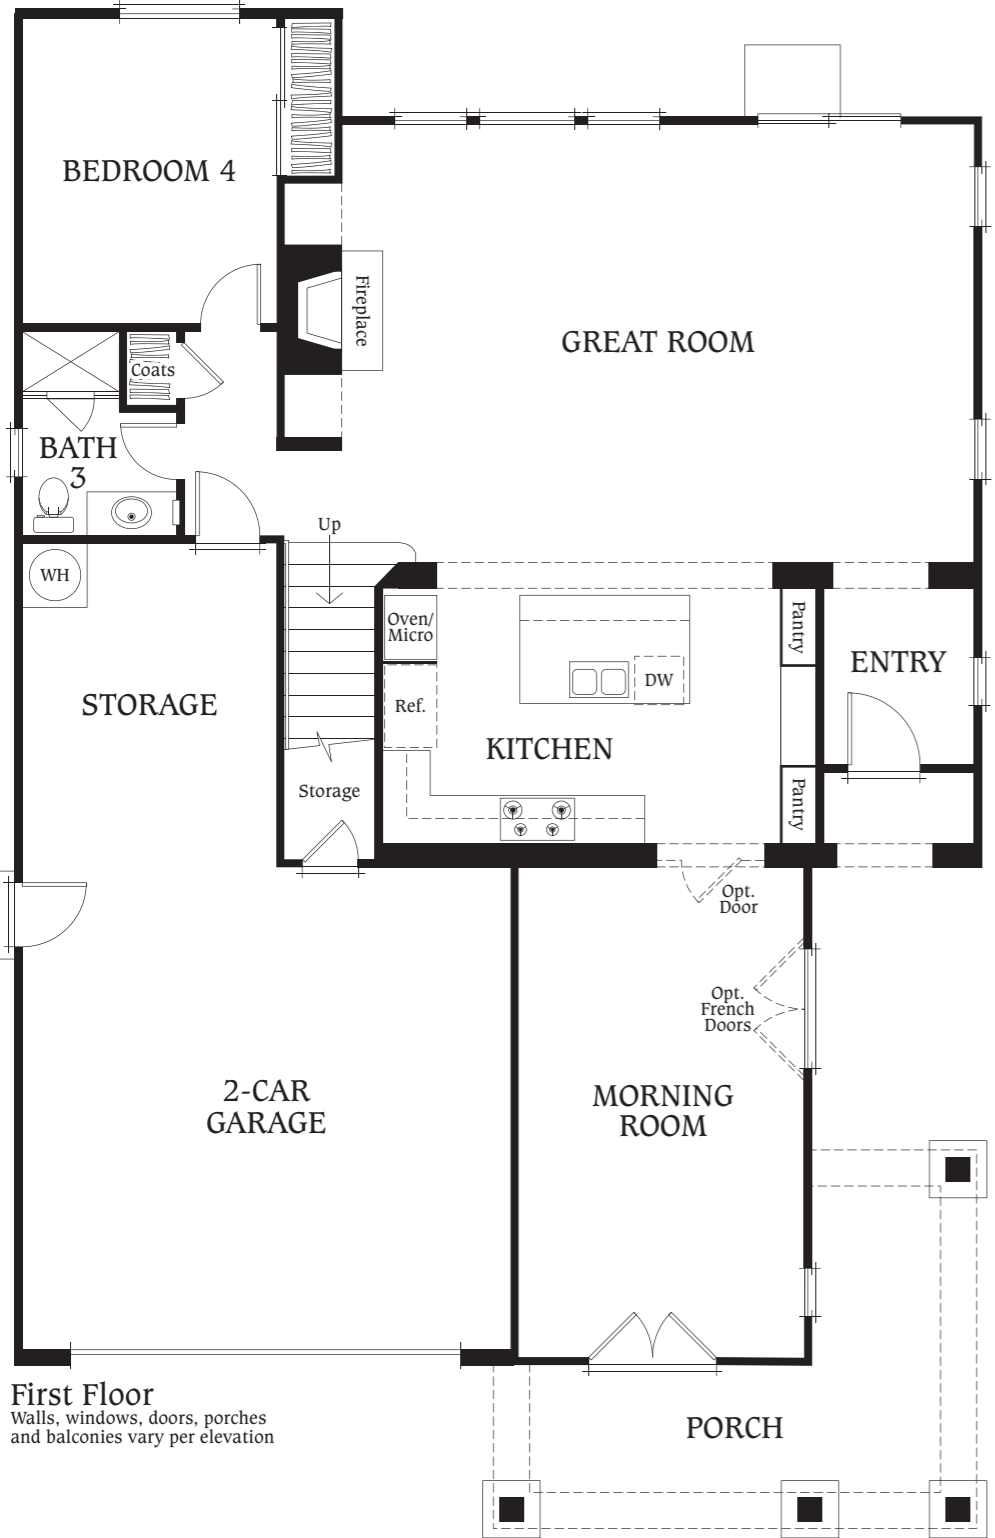 BEDROOM 4
Fireplace
GREAT ROOM
Coats
BATH
3
Up
WH
Oven/
Micro
Pantry
ENTRY
DW
Ref.
STORAGE
KITCHEN
Storage
Pantry
Opt.
Door
Opt.
French
Doors
2-CAR
GARAGE
MORNING
ROOM
First Floor
Walls, windows, doors, porches
and balconies vary per elevation
PORCH